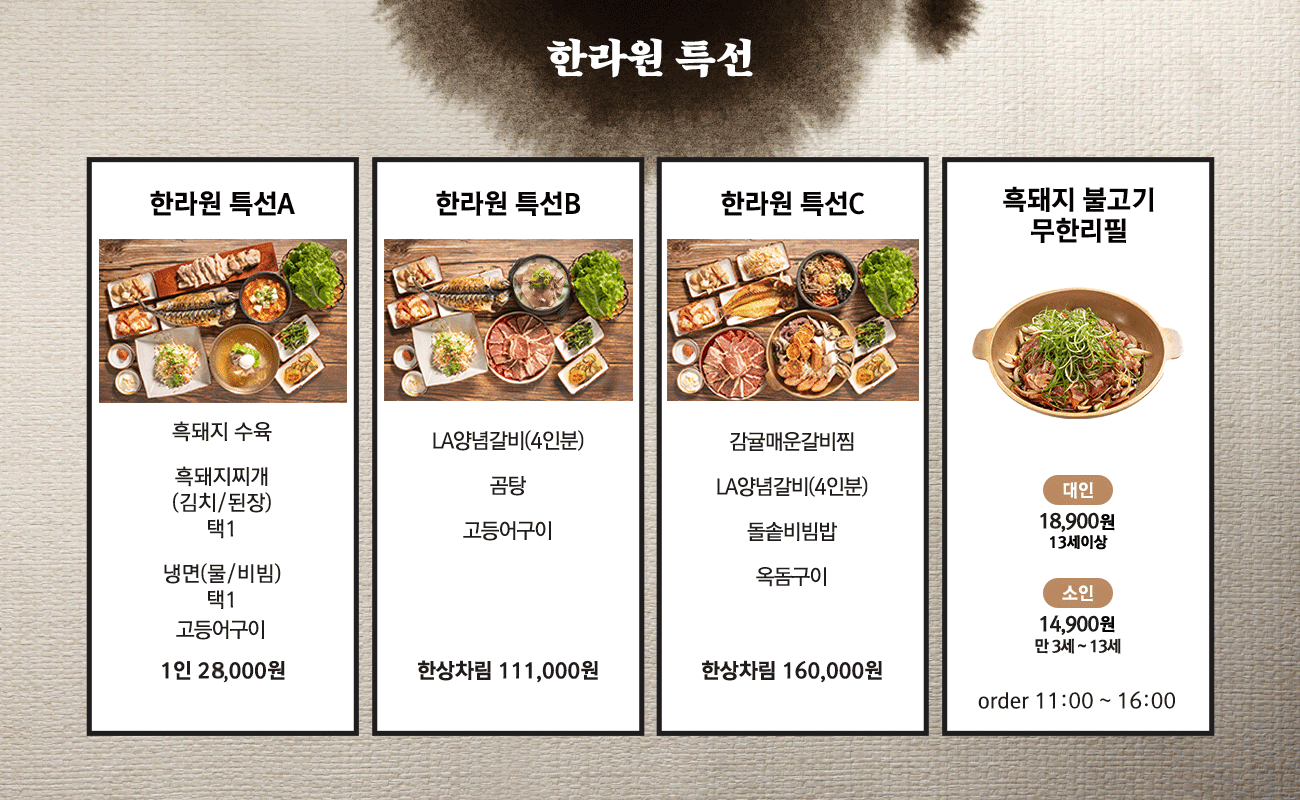 한라원 특선
한라원 특선A
흑돼지 수육
흑돼지찌개
(김치/된장)
택1
냉면(물/비빔)
택1
고등어구이
1인 28,000원
한라원 특선B
LA양념갈비(4인분)
곰탕
고등어구이
한상차림 111,000원
한라원 특선C
감귤매운갈비찜
LA양념갈비(4인분)
돌솥비빔밥
옥돔구이
한상차림 160,000원
흑돼지 불고기
무한리필
대인
18,900원
13세이상
소인
14,900원
만 3세 ~ 13세
order 11:00 ~ 16:00